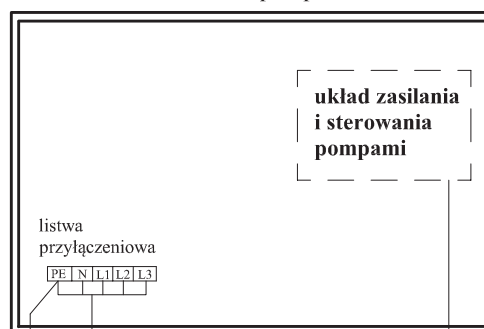 układ zasilania
i sterowania
pompami
listwa
przyłączeniowa
PE N L1 L2 L3